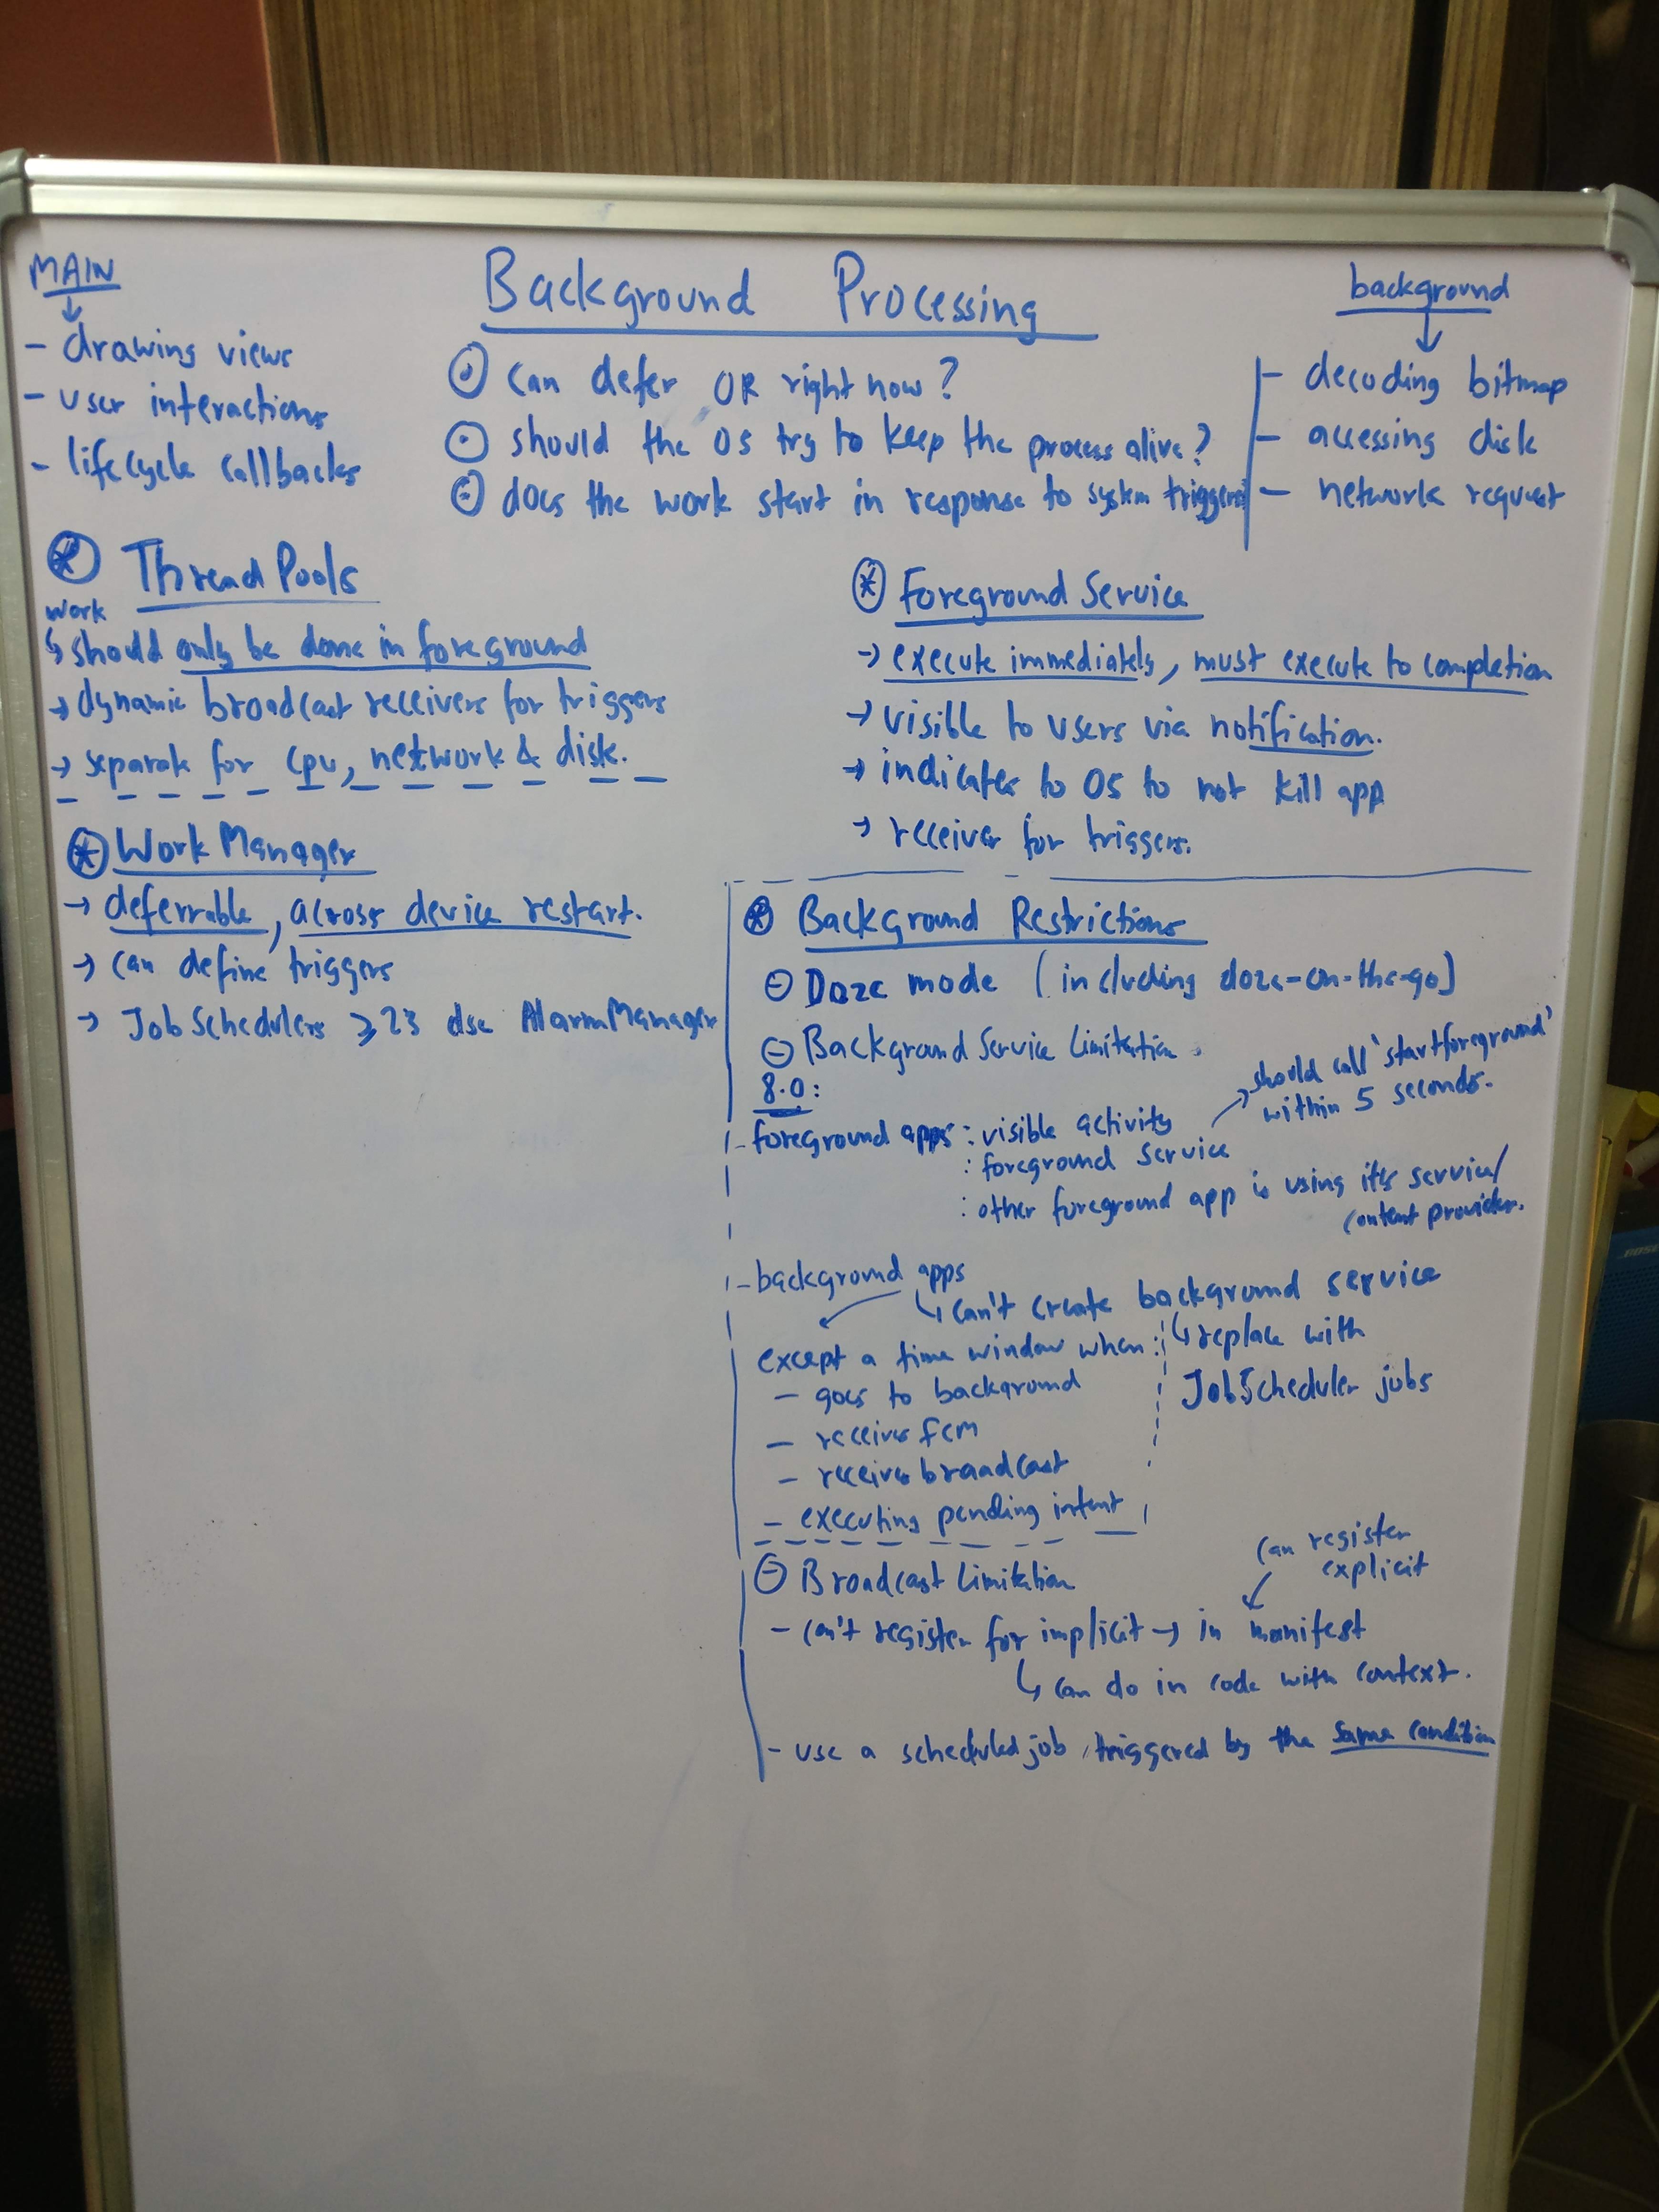 MAIN
- drawing views
- user interactions
- lifecycle callbacks
Background Processing
can defer OR right now?
should the OS try to keep the process alive?
does the work start in response to system triggers
background
- decoding bitmap
- accessing disk
- network request
* Thread Pools
work
↳ should only be done in foreground
→ dynamic broadcast receivers for triggers
→ separate for cpu, network & disk.
* Foreground Service
→ execute immediately, must execute to completion
→ visible to users via notification.
→ indicates to OS to not kill app
→ receiver for triggers.
* Work Manager
→ deferrable, across device restart.
→ can define triggers
→ JobSchedulers ≥23 else AlarmManager
* Background Restrictions
Doze mode (including doze-on-the-go)
Background Service Limitation
8.0:
- foreground apps : visible activity
: foreground service
→ should call 'startforeground'
within 5 seconds.
: other foreground app is using it's service/
content provider.
- background apps
↳ can't create background service
↳ replace with
JobScheduler jobs
except a time window when:
- goes to background
- receives fcm
- receives broadcast
- executing pending intent
Broadcast Limitation
can register
explicit
- can't register for implicit → in manifest
↳ can do in code with context.
- use a scheduled job, triggered by the same condition